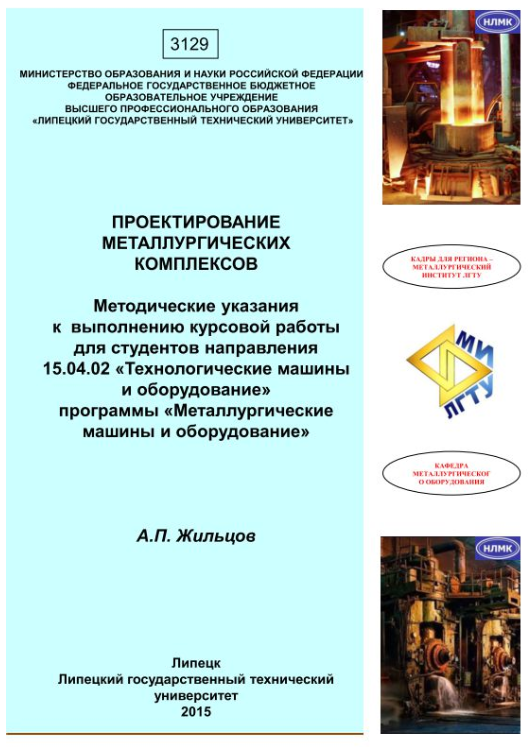 3129
МИНИСТЕРСТВО ОБРАЗОВАНИЯ И НАУКИ РОССИЙСКОЙ ФЕДЕРАЦИИ
ФЕДЕРАЛЬНОЕ ГОСУДАРСТВЕННОЕ БЮДЖЕТНОЕ
ОБРАЗОВАТЕЛЬНОЕ УЧРЕЖДЕНИЕ
ВЫСШЕГО ПРОФЕССИОНАЛЬНОГО ОБРАЗОВАНИЯ
«ЛИПЕЦКИЙ ГОСУДАРСТВЕННЫЙ ТЕХНИЧЕСКИЙ УНИВЕРСИТЕТ»
ПРОЕКТИРОВАНИЕ
МЕТАЛЛУРГИЧЕСКИХ
КОМПЛЕКСОВ
Методические указания
к выполнению курсовой работы
для студентов направления
15.04.02 «Технологические машины
и оборудование»
программы «Металлургические
машины и оборудование»
А.П. Жильцов
Липецк
Липецкий государственный технический
университет
2015
НЛМК
КАДРЫ ДЛЯ РЕГИОНА –
МЕТАЛЛУРГИЧЕСКИЙ
ИНСТИТУТ ЛГТУ
МИ
ЛГТУ
КАФЕДРА
МЕТАЛЛУРГИЧЕСКОГ
О ОБОРУДОВАНИЯ
НЛМК